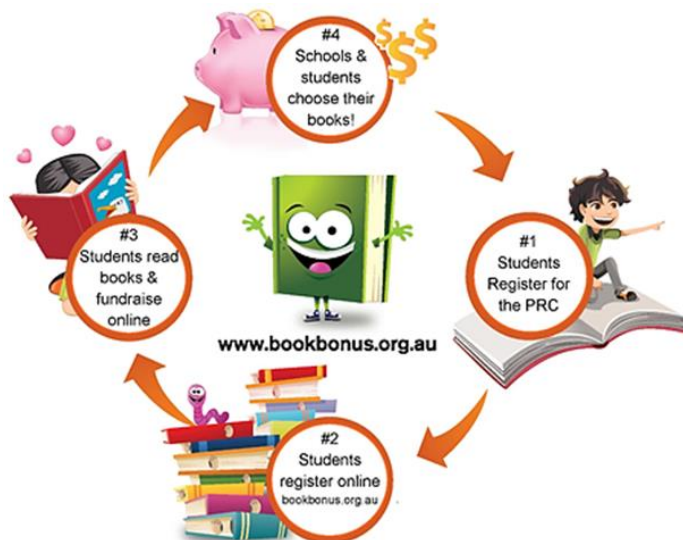 #4
Schools &
students
choose their
books!
#1
Students
Register for
the PRC
#2
Students
register online
bookbonus.org.au
#3
Students read
books &
fundraise
online
www.bookbonus.org.au